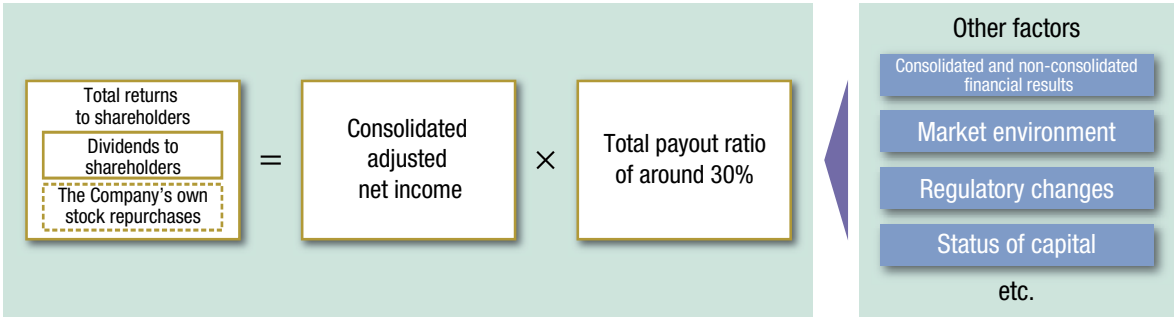 Total returns
to shareholders
Dividends to
shareholders
The Company's own
stock repurchases
=
Consolidated
adjusted
net income
×
Total payout ratio
of around 30%
Other factors
Consolidated and non-consolidated
financial results
Market environment
Regulatory changes
Status of capital
etc.